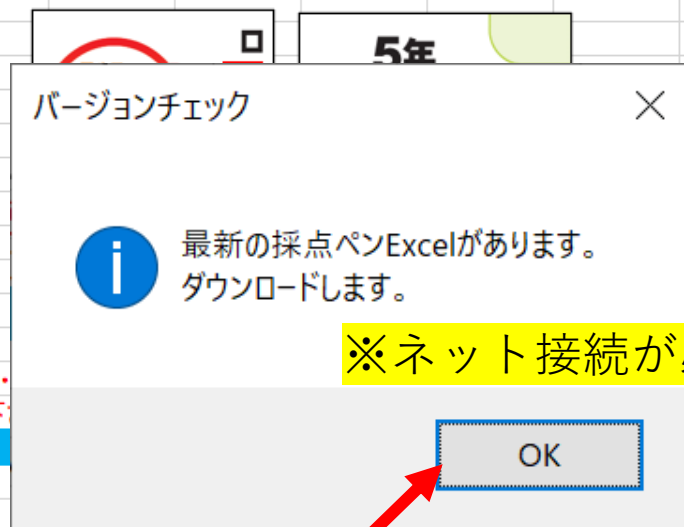 5年
バージョンチェック
最新の採点ペンExcelがあります。
ダウンロードします。
※ネット接続が
OK